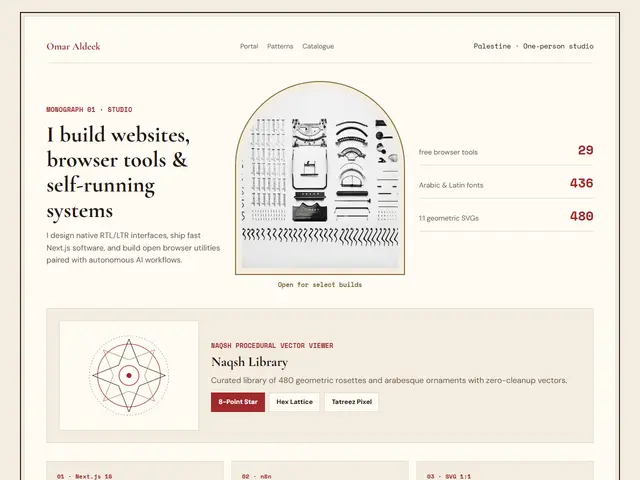 Omar Aldeek
Portal Patterns Catalogue
Palestine · One-person studio
MONOGRAPH 01 · STUDIO
I build websites,
browser tools &
self-running
systems
I design native RTL/LTR interfaces, ship fast
Next.js software, and build open browser utilities
paired with autonomous AI workflows.
Open for select builds
free browser tools 29
Arabic & Latin fonts 436
1:1 geometric SVGs 480
NAQSH PROCEDURAL VECTOR VIEWER
Naqsh Library
Curated library of 480 geometric rosettes and arabesque ornaments with zero-cleanup vectors.
8-Point Star Hex Lattice Tatreez Pixel
01 · Next.js 16
02 · n8n
03 · SVG 1:1